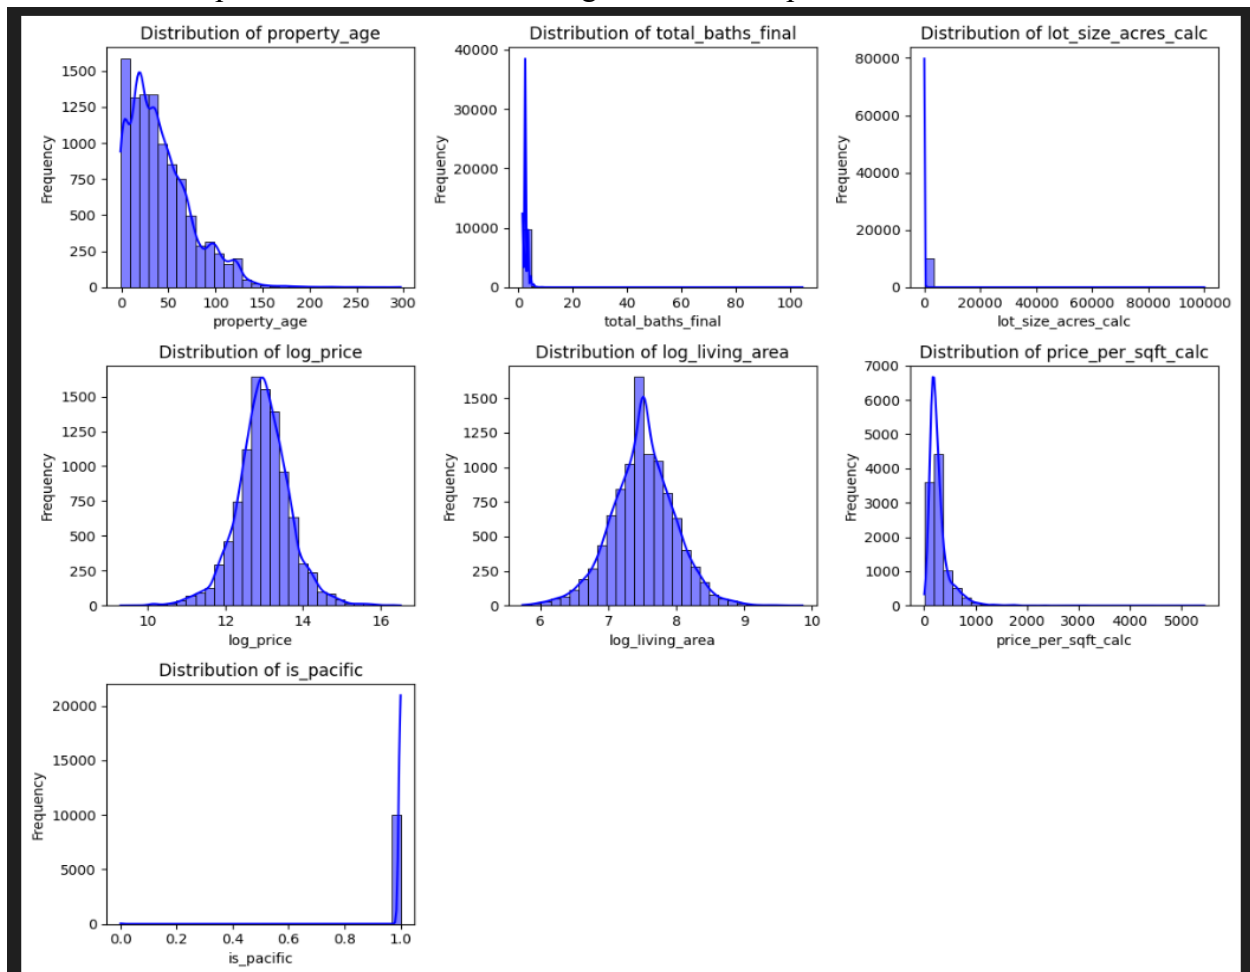 Distribution of property_age
1500
1250
1000
750
500
250
0
Frequency
0 50 100 150 200 250 300
property_age
Distribution of total_baths_final
40000
30000
20000
10000
0
Frequency
0 20 40 60 80 100
total_baths_final
Distribution of lot_size_acres_calc
80000
60000
40000
20000
0
Frequency
0 20000 40000 60000 80000 100000
lot_size_acres_calc
Distribution of log_price
1500
1250
1000
750
500
250
0
Frequency
10 12 14 16
log_price
Distribution of log_living_area
1500
1250
1000
750
500
250
0
Frequency
6 7 8 9 10
log_living_area
Distribution of price_per_sqft_calc
7000
6000
5000
4000
3000
2000
1000
0
Frequency
0 1000 2000 3000 4000 5000
price_per_sqft_calc
Distribution of is_pacific
20000
15000
10000
5000
0
Frequency
0.0 0.2 0.4 0.6 0.8 1.0
is_pacific